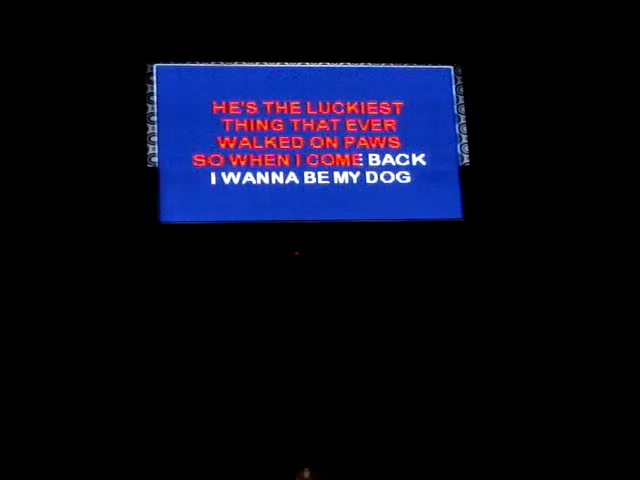 HE'S THE LUCKIEST
THING THAT EVER
WALKED ON PAWS
SO WHEN I COME BACK
I WANNA BE MY DOG